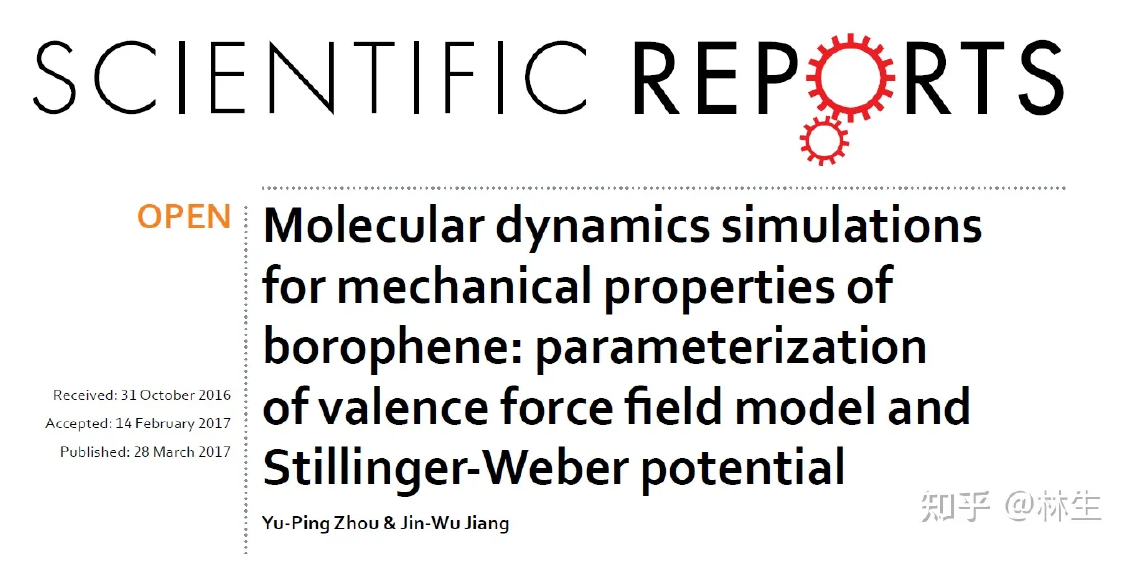 SCIENTIFIC REPORTS
OPEN
Molecular dynamics simulations
for mechanical properties of
borophene: parameterization
of valence force field model and
Stillinger-Weber potential
Received: 31 October 2016
Accepted: 14 February 2017
Published: 28 March 2017
Yu-Ping Zhou & Jin-Wu Jiang
知乎 @林生